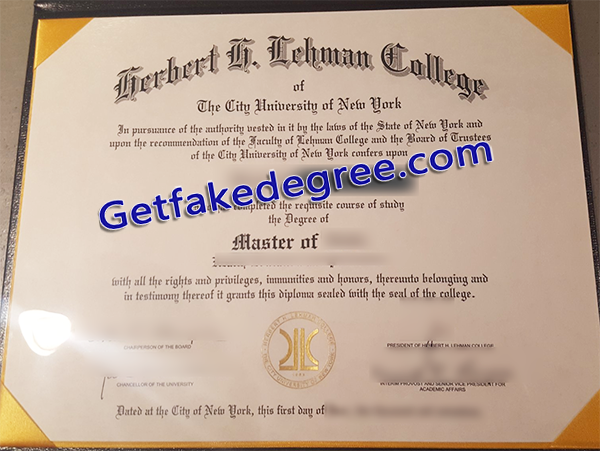 Herbert H. Lehman College
of
The City University of New York
In pursuance of the authority vested in it by the laws of the State of New York and
upon the recommendation of the Faculty of Lehman College and the Board of Trustees
of the City University of New York confers upon
Getfakedegree.com
completed the requisite course of study
the Degree of
Master of
with all the rights and privileges, immunities and honors, thereunto belonging and
in testimony thereof it grants this diploma sealed with the seal of the college.
CHAIRPERSON OF THE BOARD
PRESIDENT OF HERBERT H. LEHMAN COLLEGE
CHANCELLOR OF THE UNIVERSITY
INTERIM PROVOST AND SENIOR VICE PRESIDENT FOR
ACADEMIC AFFAIRS
Dated at the City of New York, this first day of